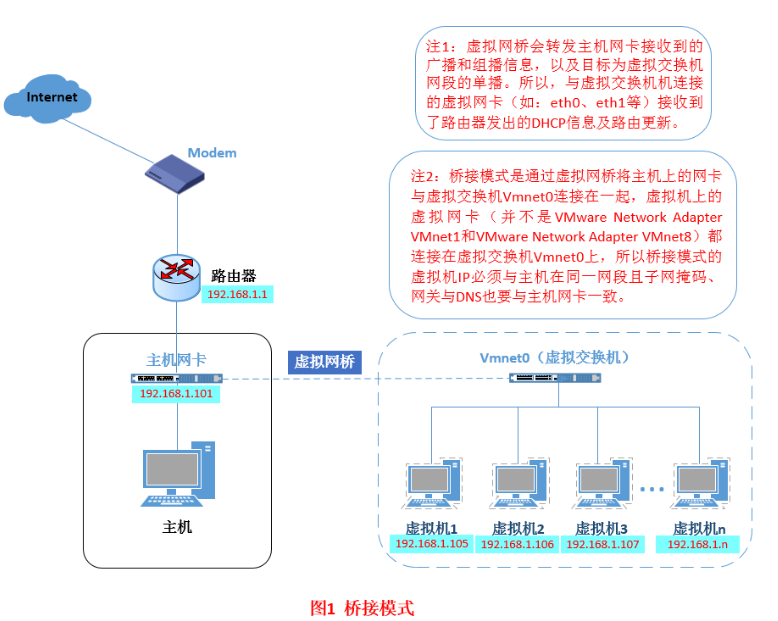 注1：虚拟网桥会转发主机网卡接收到的
广播和组播信息，以及目标为虚拟交换机
网段的单播。所以，与虚拟交换机机连接
的虚拟网卡（如：eth0、eth1等）接收到
了路由器发出的DHCP信息及路由更新。
Internet
Modem
注2：桥接模式是通过虚拟网桥将主机上的网卡
与虚拟交换机Vmnet0连接在一起，虚拟机上的
虚拟网卡（并不是VMware Network Adapter
VMnet1和VMware Network Adapter VMnet8）都
连接在虚拟交换机Vmnet0上，所以桥接模式的
虚拟机IP必须与主机在同一网段且子网掩码、
网关与DNS也要与主机网卡一致。
路由器
192.168.1.1
主机网卡
192.168.1.101
主机
虚拟网桥
Vmnet0（虚拟交换机）
虚拟机1
192.168.1.105
虚拟机2
192.168.1.106
虚拟机3
192.168.1.107
虚拟机n
192.168.1.n
图1 桥接模式